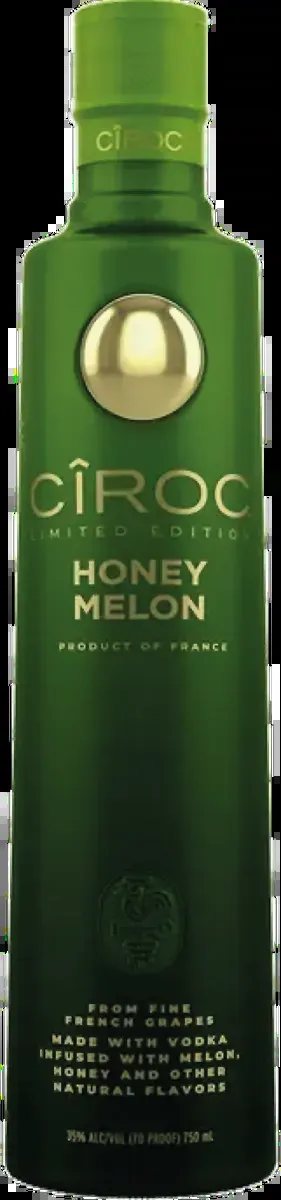 CÎROC
CÎROC
LIMITED EDITION
HONEY
MELON
PRODUCT OF FRANCE
FROM FINE
FRENCH GRAPES
MADE WITH VODKA
INFUSED WITH MELON,
HONEY AND OTHER
NATURAL FLAVORS
35% ALC/VOL (70 PROOF) 750 mL